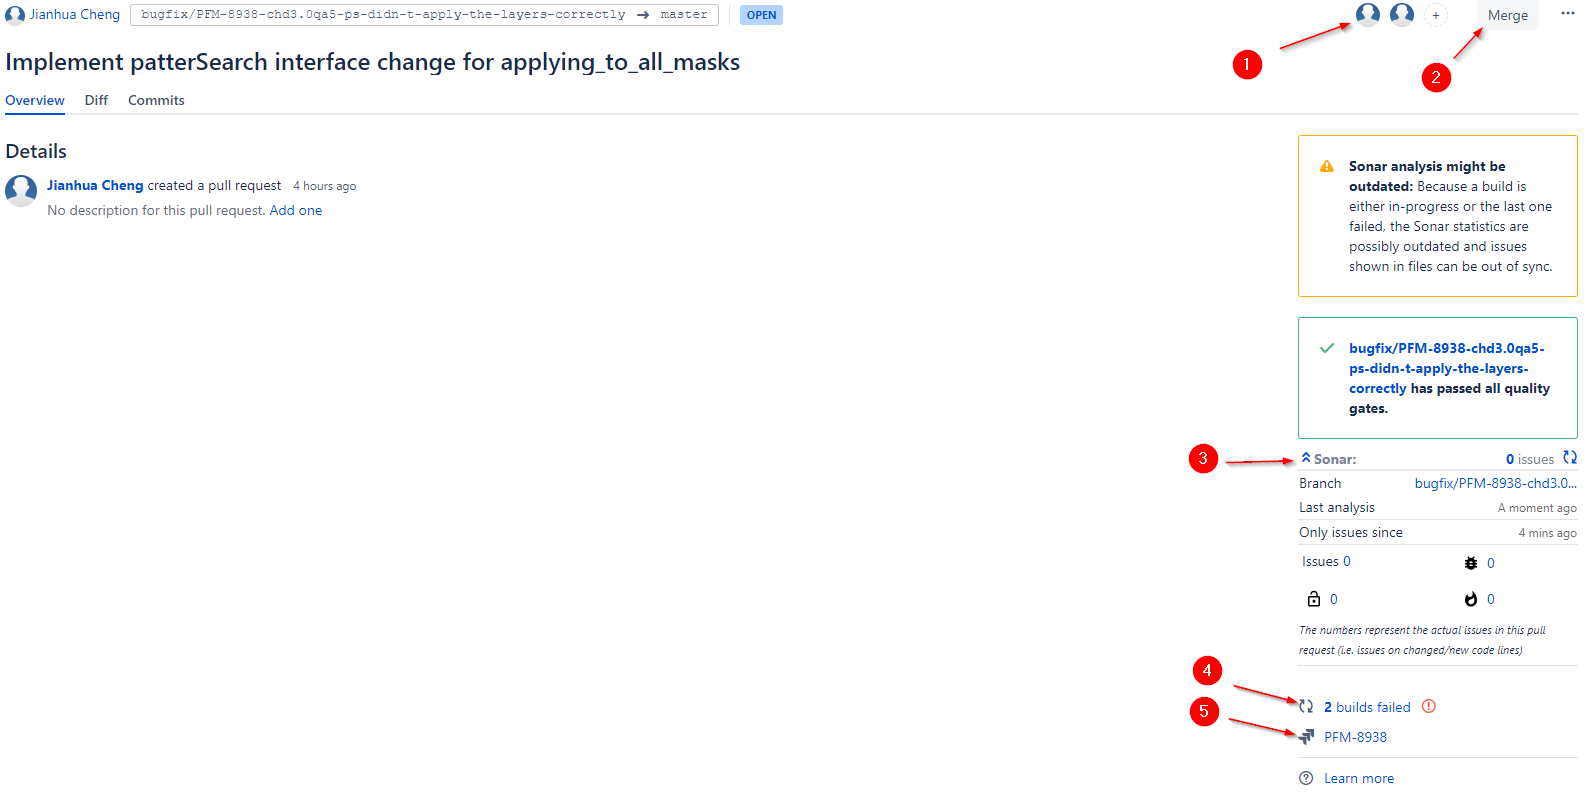 Jianhua Cheng bugfix/PFM-8938-chd3.0qa5-ps-didn-t-apply-the-layers-correctly → master OPEN + Merge ...
1
2
Implement patterSearch interface change for applying_to_all_masks
Overview Diff Commits
Details
Jianhua Cheng created a pull request 4 hours ago
No description for this pull request. Add one
Sonar analysis might be
outdated: Because a build is
either in-progress or the last one
failed, the Sonar statistics are
possibly outdated and issues
shown in files can be out of sync.
bugfix/PFM-8938-chd3.0qa5-
ps-didn-t-apply-the-layers-
correctly has passed all quality
gates.
3
Sonar: 0 issues
Branch bugfix/PFM-8938-chd3.0...
Last analysis A moment ago
Only issues since 4 mins ago
Issues 0 0
0 0
The numbers represent the actual issues in this pull
request (i.e. issues on changed/new code lines)
4
2 builds failed
5
PFM-8938
Learn more